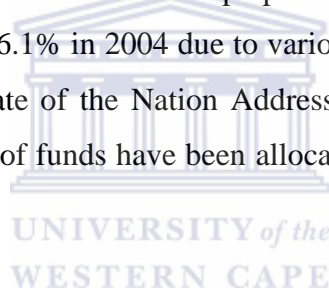 6.1% in 2004 due to vario
ate of the Nation Address
of funds have been alloca
UNIVERSITY of the
WESTERN CAPE